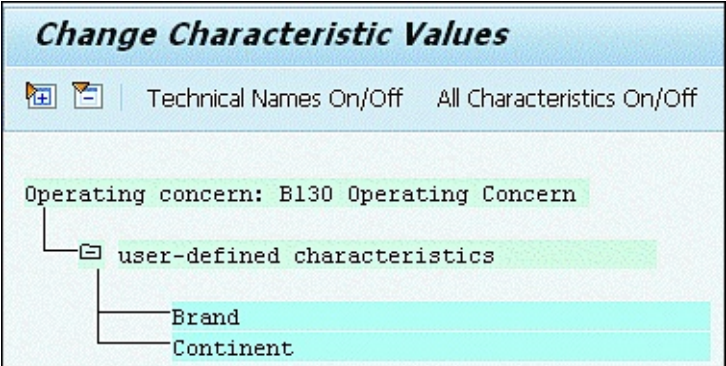 Change Characteristic Values
Technical Names On/Off All Characteristics On/Off
Operating concern: B130 Operating Concern
user-defined characteristics
Brand
Continent